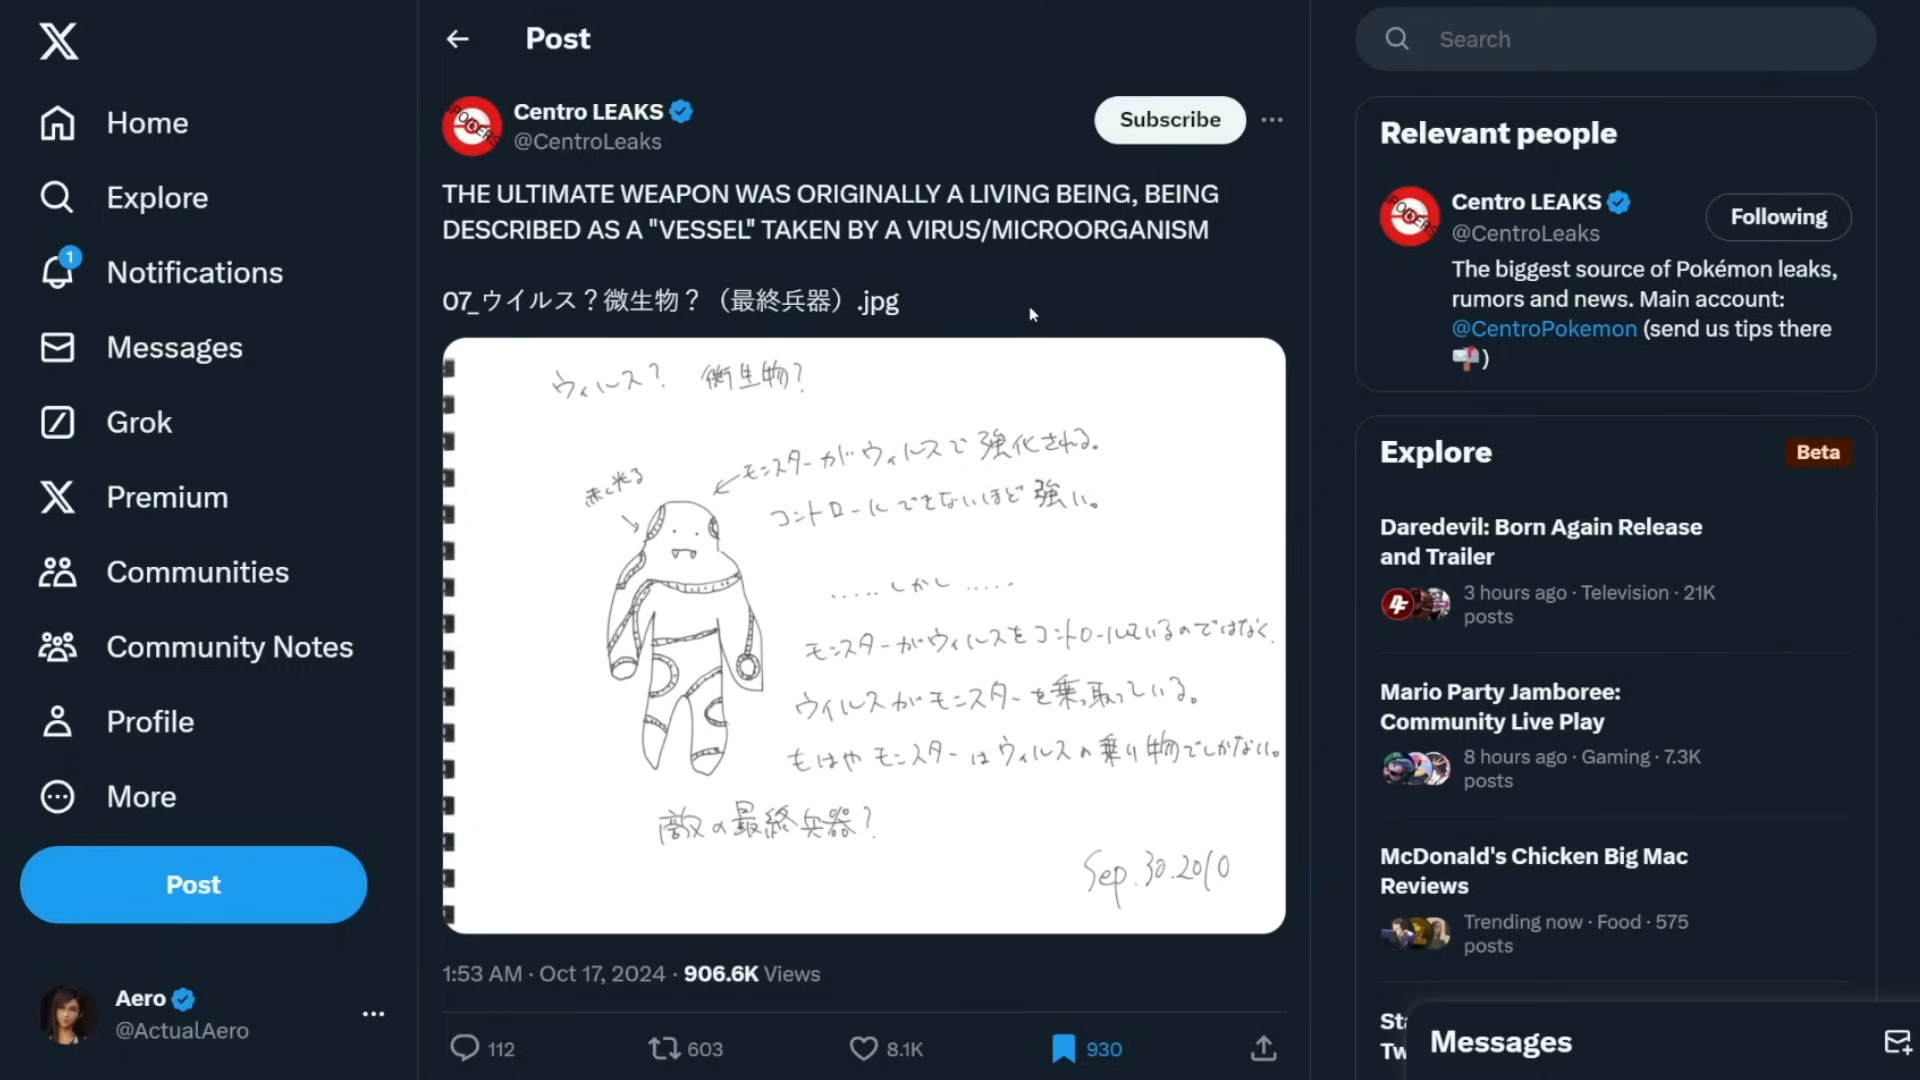 Home
Explore
1
Notifications
Messages
Grok
Premium
Communities
Community Notes
Profile
More
Post
Aero
@ActualAero
Post
SPOILERS
Centro LEAKS
@CentroLeaks
Subscribe
THE ULTIMATE WEAPON WAS ORIGINALLY A LIVING BEING, BEING
DESCRIBED AS A "VESSEL" TAKEN BY A VIRUS/MICROORGANISM
07_ウイルス？微生物？（最終兵器）.jpg
ウィルス？ 微生物？
モンスターがウィルスで強化される。
赤く光る
コントロールできないほど強い。
.....しかし.....
モンスターがウィルスをコントロールしているのではなく、
ウィルスがモンスターを乗っ取っている。
もはやモンスターはウィルスの乗り物でしかない。
敵の最終兵器？
Sep.30.2010
1:53 AM · Oct 17, 2024 · 906.6K Views
112
603
8.1K
930
Search
Relevant people
Centro LEAKS
@CentroLeaks
Following
The biggest source of Pokémon leaks,
rumors and news. Main account:
@CentroPokemon (send us tips there
)
Explore
Beta
Daredevil: Born Again Release
and Trailer
3 hours ago · Television · 21K
posts
Mario Party Jamboree:
Community Live Play
8 hours ago · Gaming · 7.3K
posts
McDonald's Chicken Big Mac
Reviews
Trending now · Food · 575
posts
Messages